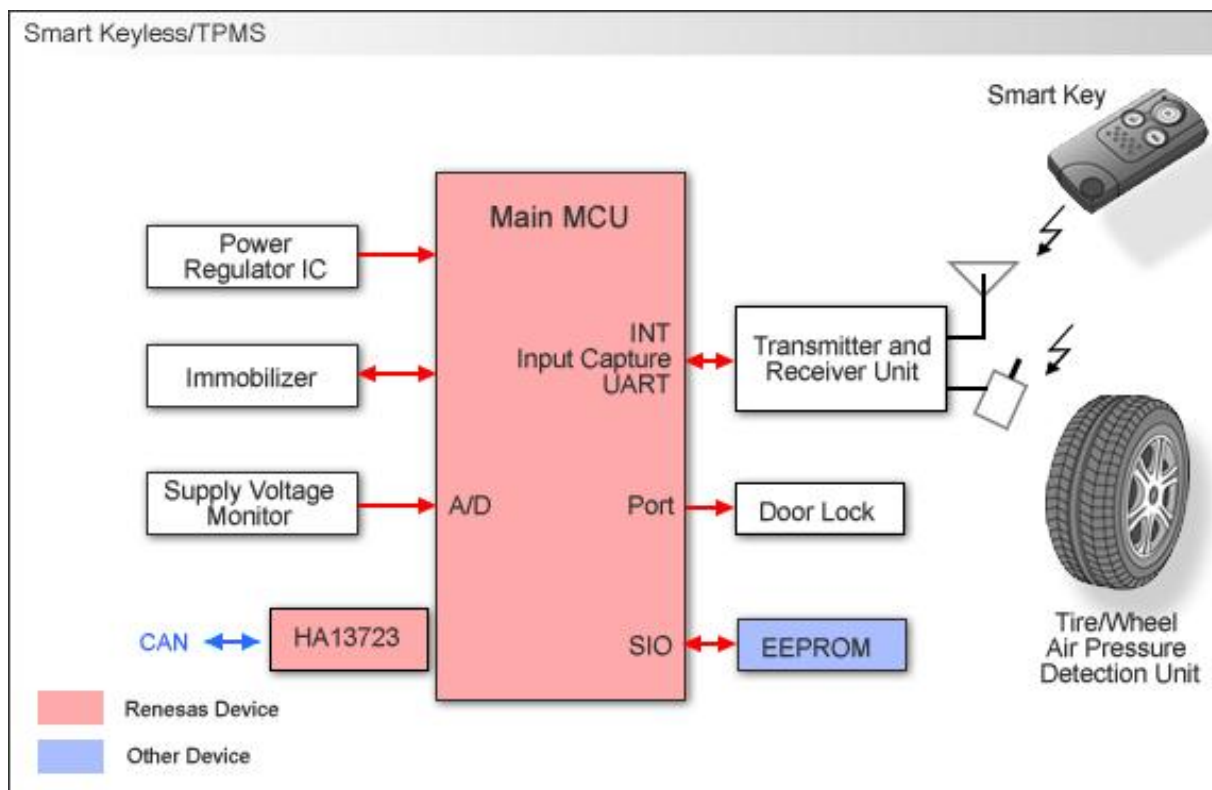 Smart Keyless/TPMS
Smart Key
Main MCU
Power
Regulator IC
INT
Input Capture
UART
Transmitter and
Receiver Unit
Immobilizer
Supply Voltage
Monitor
A/D
Port
Door Lock
CAN
HA13723
SIO
EEPROM
Tire/Wheel
Air Pressure
Detection Unit
Renesas Device
Other Device